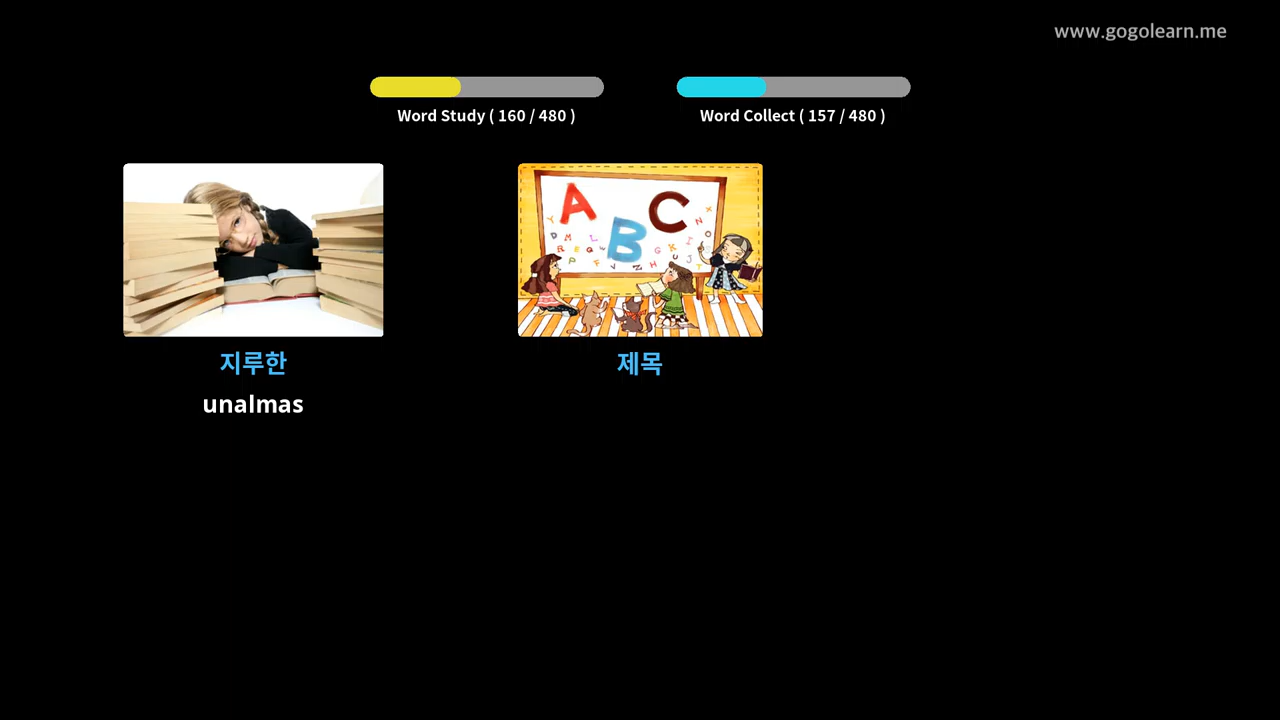 www.gogolearn.me
Word Study ( 160 / 480 )
Word Collect ( 157 / 480 )
A
B
C
지루한
제목
unalmas